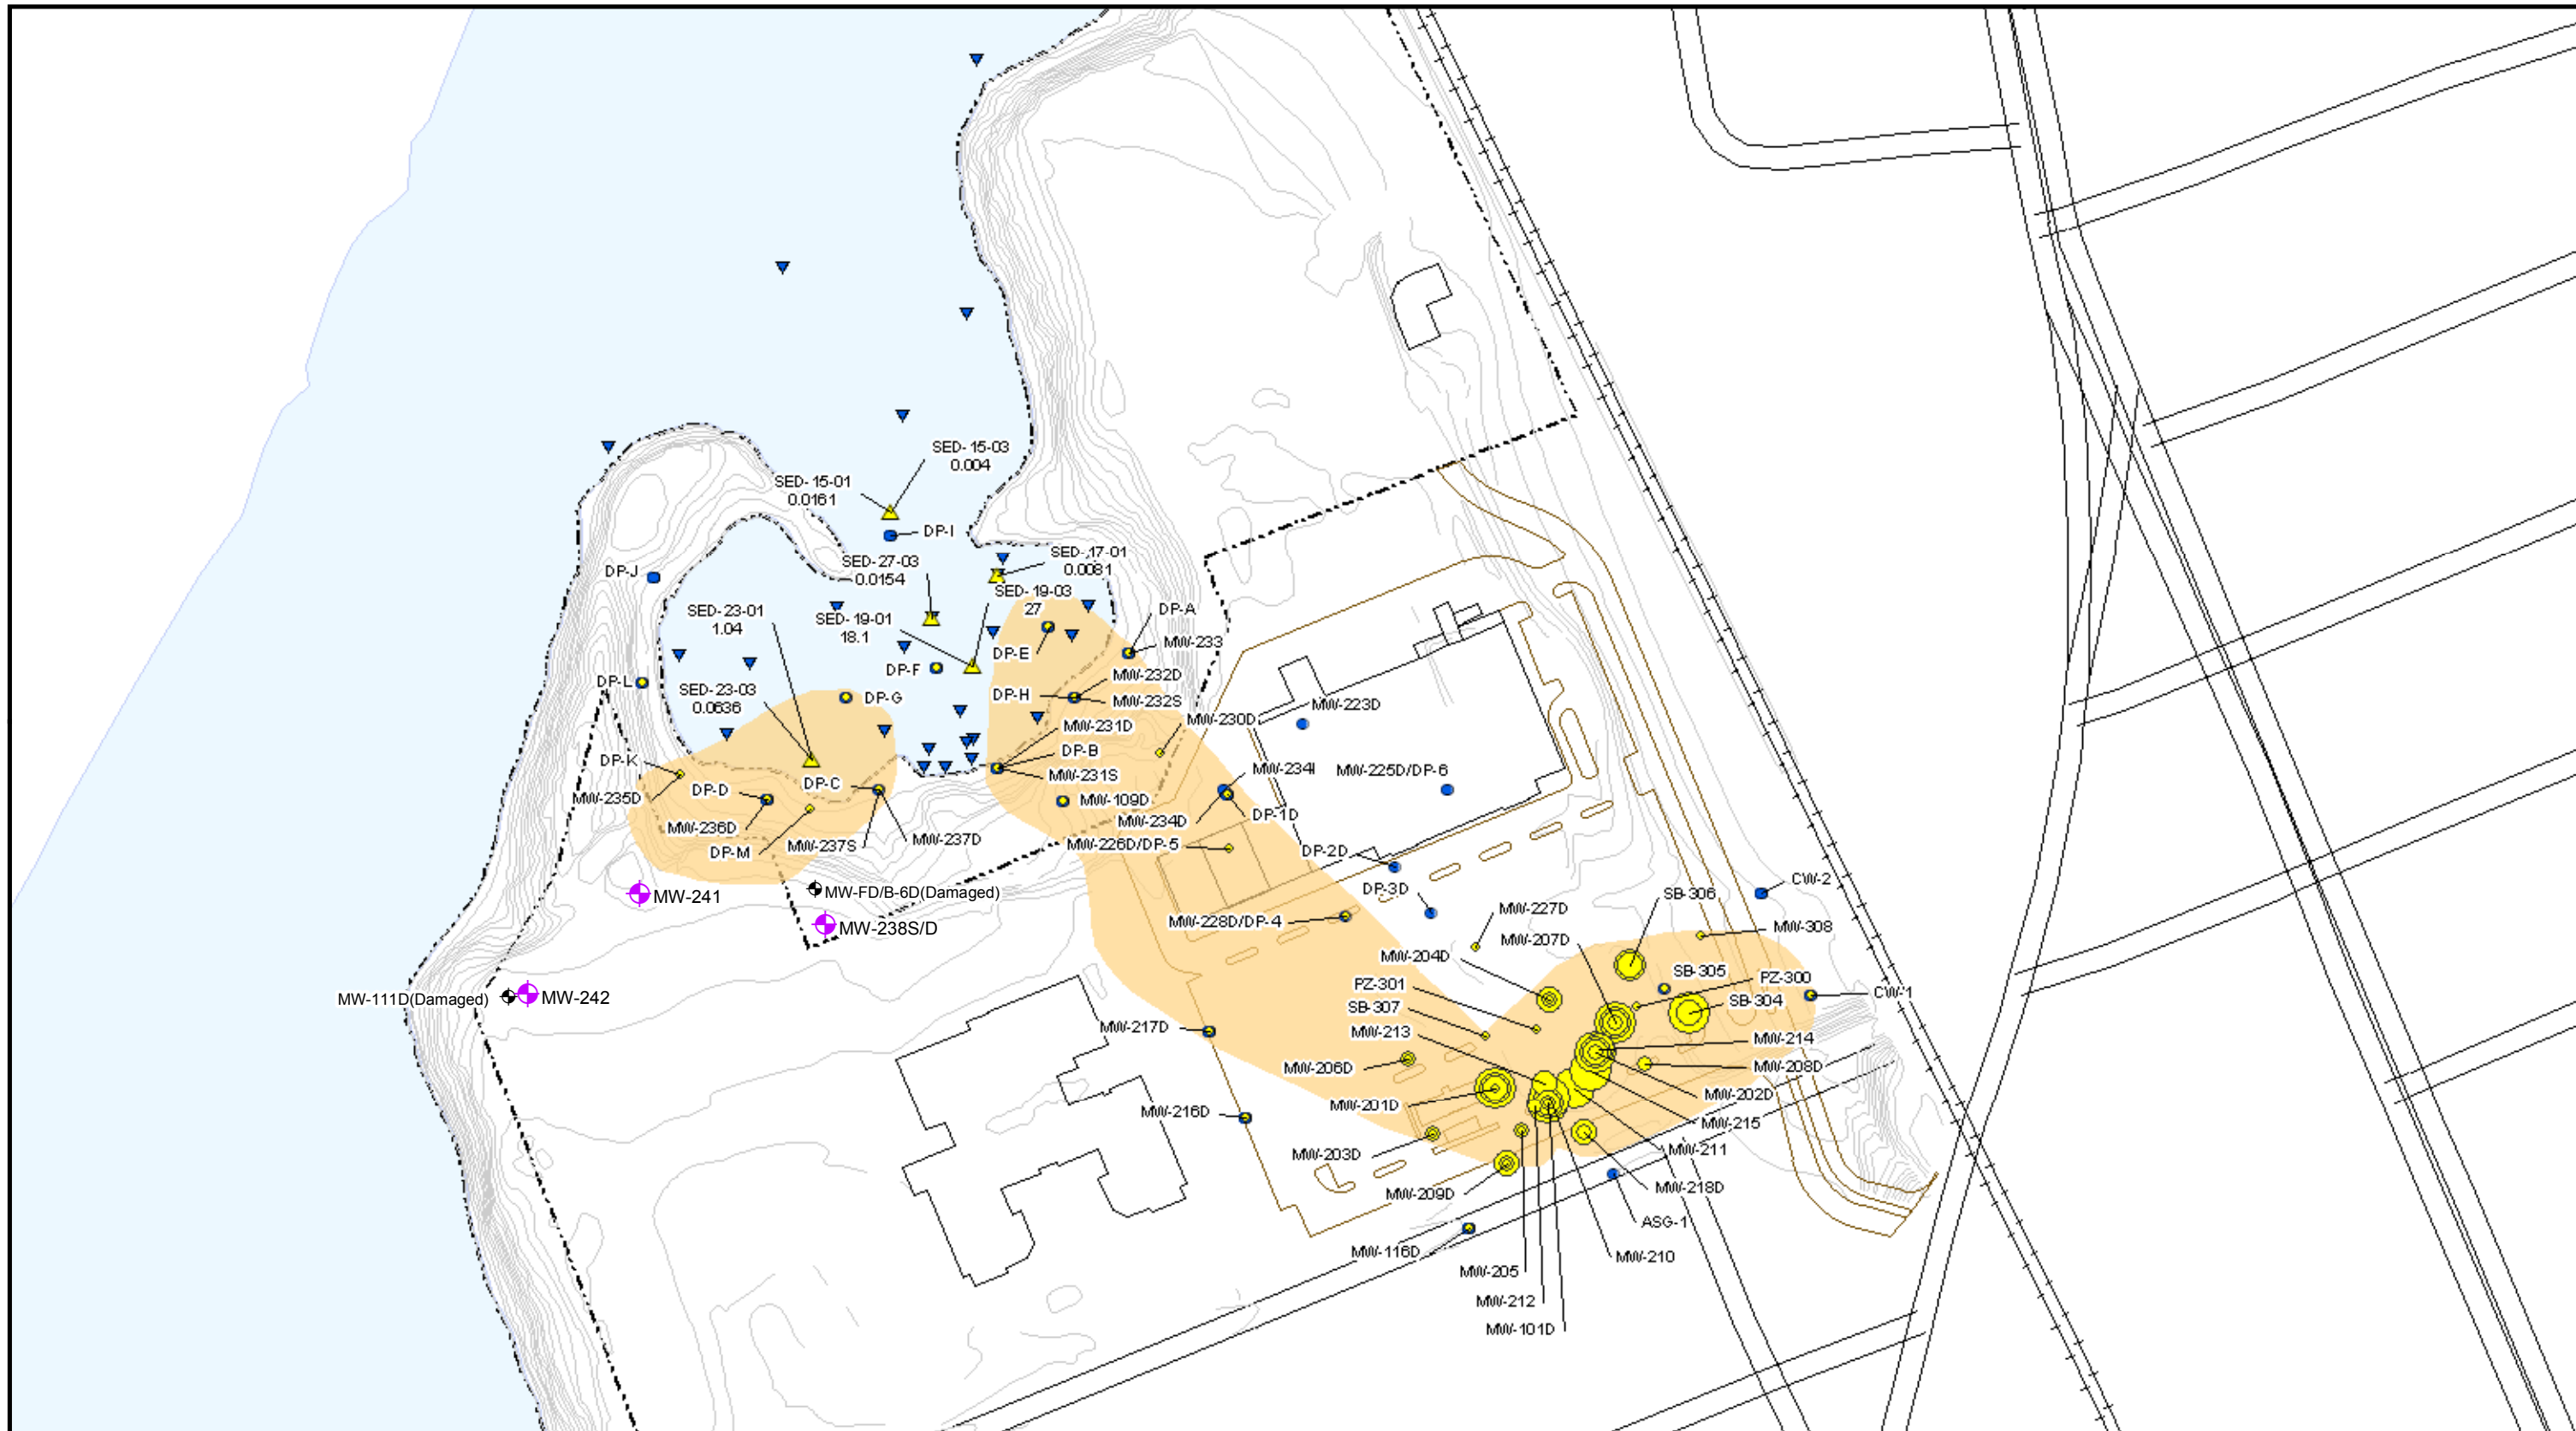 SED-15-03
0.004
SED-15-01
0.0161
DP-I
SED-17-01
0.0081
SED-27-03
0.0154
DP-J
SED-19-03
27
SED-23-01
1.04
SED-19-01
18.1
DP-A
MW-233
DP-E
DP-F
MW-232D
DP-L
SED-23-03
0.0636
DP-G
DP-H
MW-232S
MW-223D
MW-230D
MW-231D
DP-B
DP-K
MW-231S
MW-234I
MW-225D/DP-6
DP-C
DP-D
MW-235D
MW-109D
MW-234D
DP-1D
MW-236D
MW-237S
MW-237D
DP-M
MW-226D/DP-5
DP-2D
DP-3D
CW-2
MW-241
MW-FD/B-6D(Damaged)
SB-306
MW-227D
MW-228D/DP-4
MW-308
MW-238S/D
MW-207D
MW-204D
SB-305
PZ-300
PZ-301
CW-1
MW-111D(Damaged)
MW-242
SB-304
SB-307
MW-217D
MW-213
MW-214
MW-206D
MW-208D
MW-202D
MW-201D
MW-216D
MW-215
MW-211
MW-203D
MW-218D
MW-209D
ASG-1
MW-116D
MW-210
MW-205
MW-212
MW-101D